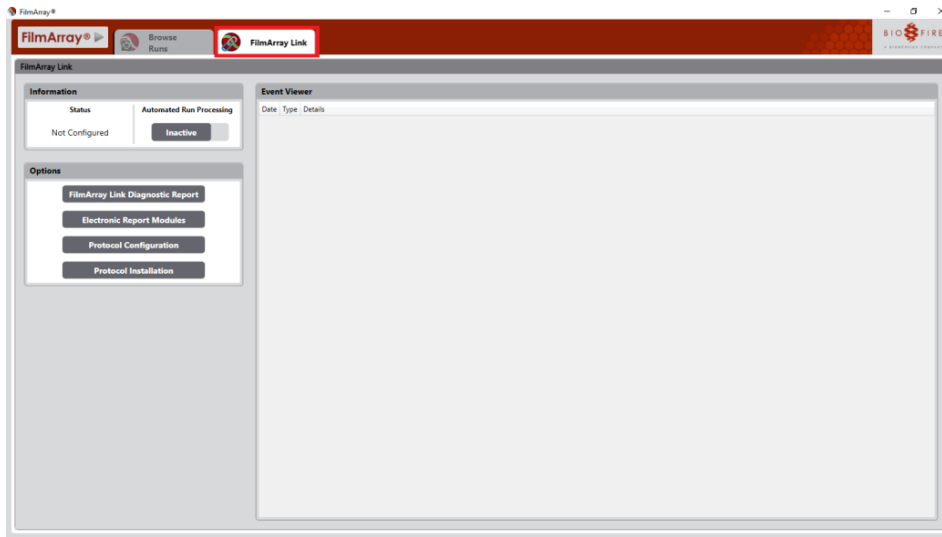 FilmArray®
FilmArray®
Browse
Runs
FilmArray Link
BIO FIRE
FilmArray Link
Information
Status
Automated Run Processing
Not Configured
Inactive
Options
FilmArray Link Diagnostic Report
Electronic Report Modules
Protocol Configuration
Protocol Installation
Event Viewer
Date Type Details